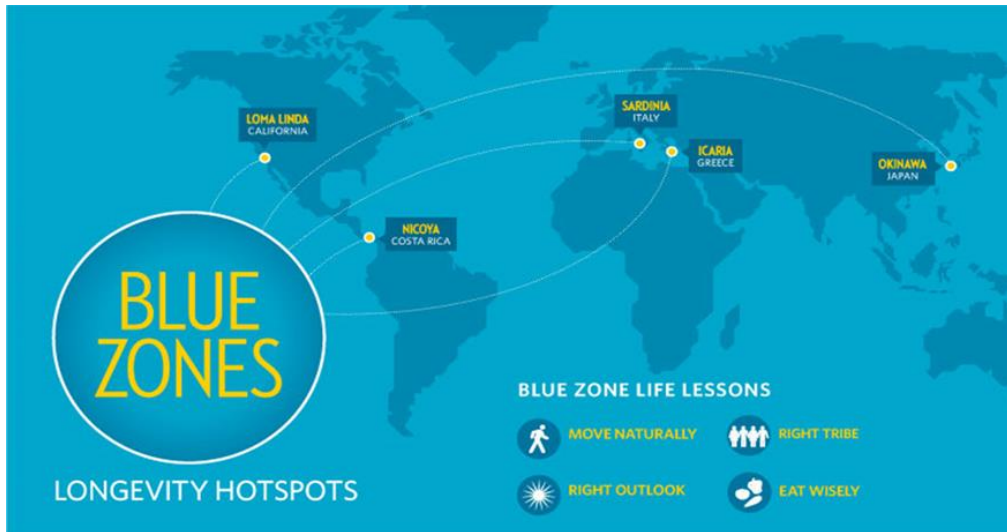 LOMA LINDA
CALIFORNIA
SARDINIA
ITALY
ICARIA
GREECE
OKINAWA
JAPAN
NICOYA
COSTA RICA
BLUE
ZONES
LONGEVITY HOTSPOTS
BLUE ZONE LIFE LESSONS
MOVE NATURALLY
RIGHT TRIBE
RIGHT OUTLOOK
EAT WISELY